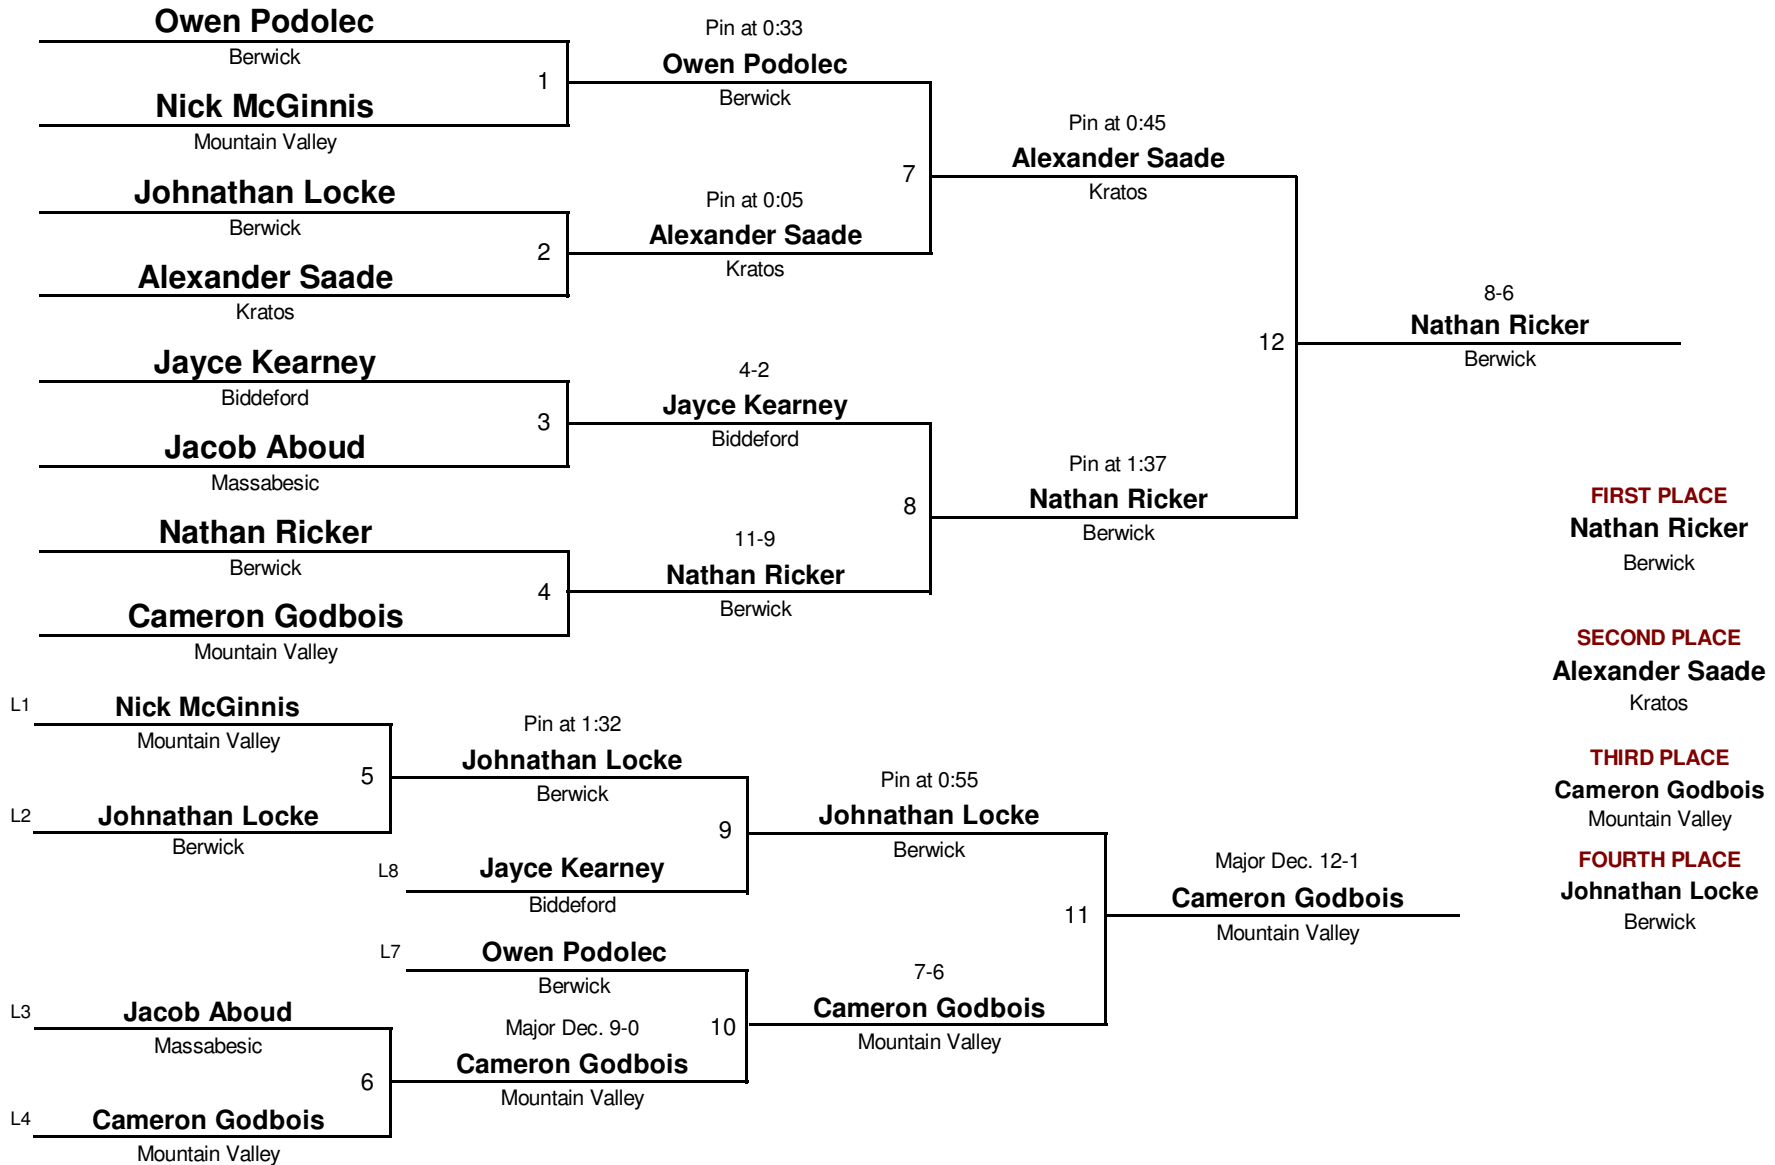 Owen Podolec
Berwick
1
Nick McGinnis
Mountain Valley
Johnathan Locke
Berwick
2
Alexander Saade
Kratos
Jayce Kearney
Biddeford
3
Jacob Aboud
Massabesic
Nathan Ricker
Berwick
4
Cameron Godbois
Mountain Valley
Pin at 0:33
Owen Podolec
Berwick
7
Pin at 0:05
Alexander Saade
Kratos
4-2
Jayce Kearney
Biddeford
8
11-9
Nathan Ricker
Berwick
Pin at 0:45
Alexander Saade
Kratos
12
Pin at 1:37
Nathan Ricker
Berwick
8-6
Nathan Ricker
Berwick
L1
Nick McGinnis
Mountain Valley
5
L2
Johnathan Locke
Berwick
L3
Jacob Aboud
Massabesic
6
L4
Cameron Godbois
Mountain Valley
Pin at 1:32
Johnathan Locke
Berwick
9
L8
Jayce Kearney
Biddeford
L7
Owen Podolec
Berwick
10
Major Dec. 9-0
Cameron Godbois
Mountain Valley
Pin at 0:55
Johnathan Locke
Berwick
11
7-6
Cameron Godbois
Mountain Valley
Major Dec. 12-1
Cameron Godbois
Mountain Valley
FIRST PLACE
Nathan Ricker
Berwick
SECOND PLACE
Alexander Saade
Kratos
THIRD PLACE
Cameron Godbois
Mountain Valley
FOURTH PLACE
Johnathan Locke
Berwick